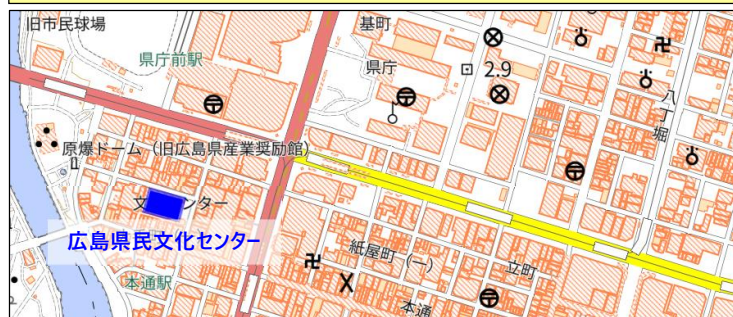 旧市民球場
基町
県庁前駅
県庁
2.9
八丁堀
原爆ドーム（旧広島県産業奨励館）
文 ンター
広島県民文化センター
紙屋町（一）
立町
本通駅
本通